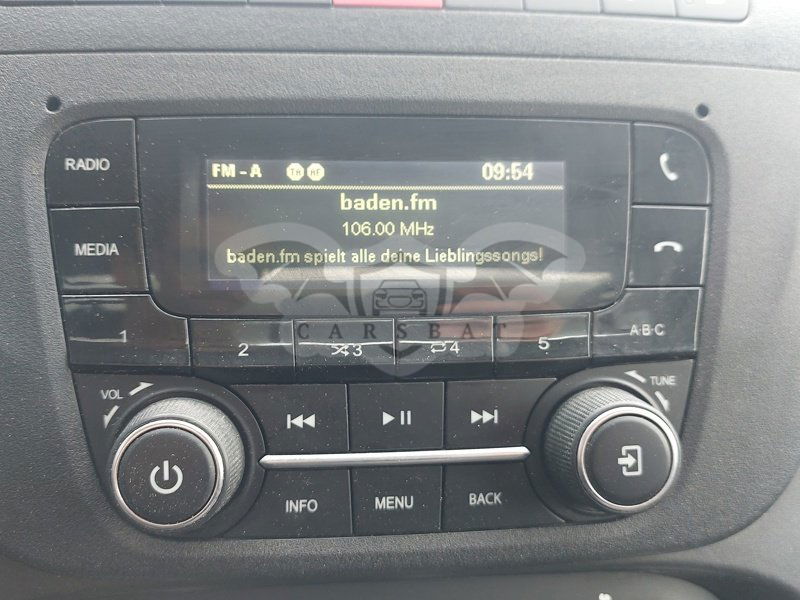 RADIO
FM - A TA AF 09:54
baden.fm
106.00 MHz
baden.fm spielt alle deine Lieblingssongs!
MEDIA
1
2
3
4
5
A·B·C
CARSBAT
VOL
TUNE
INFO
MENU
BACK